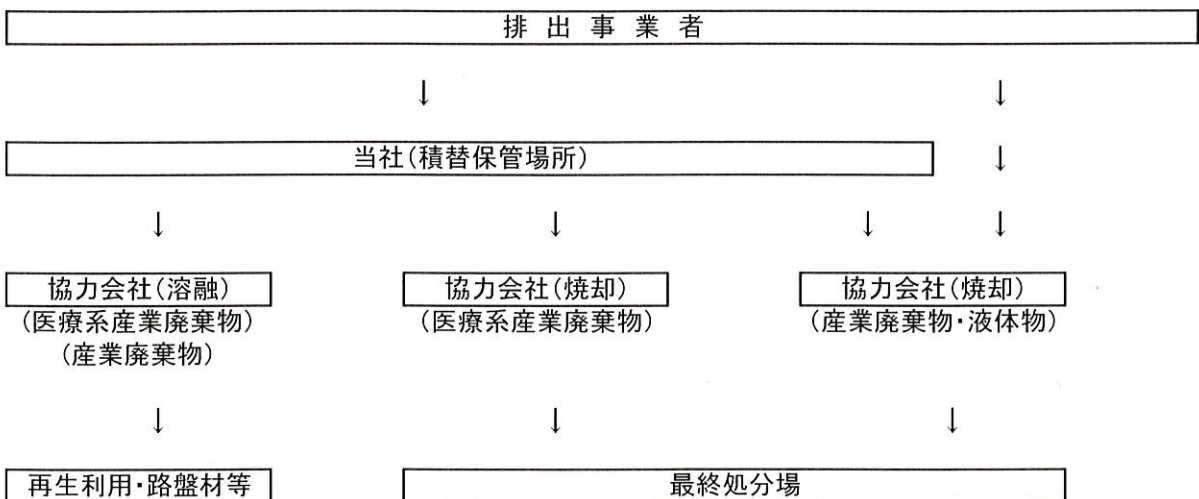 排出事業者
↓ ↓
当社(積替保管場所) ↓
↓ ↓ ↓ ↓
協力会社(溶融) 協力会社(焼却) 協力会社(焼却)
(医療系産業廃棄物) (医療系産業廃棄物) (産業廃棄物・液体物)
(産業廃棄物)
↓ ↓ ↓
再生利用・路盤材等 最終処分場